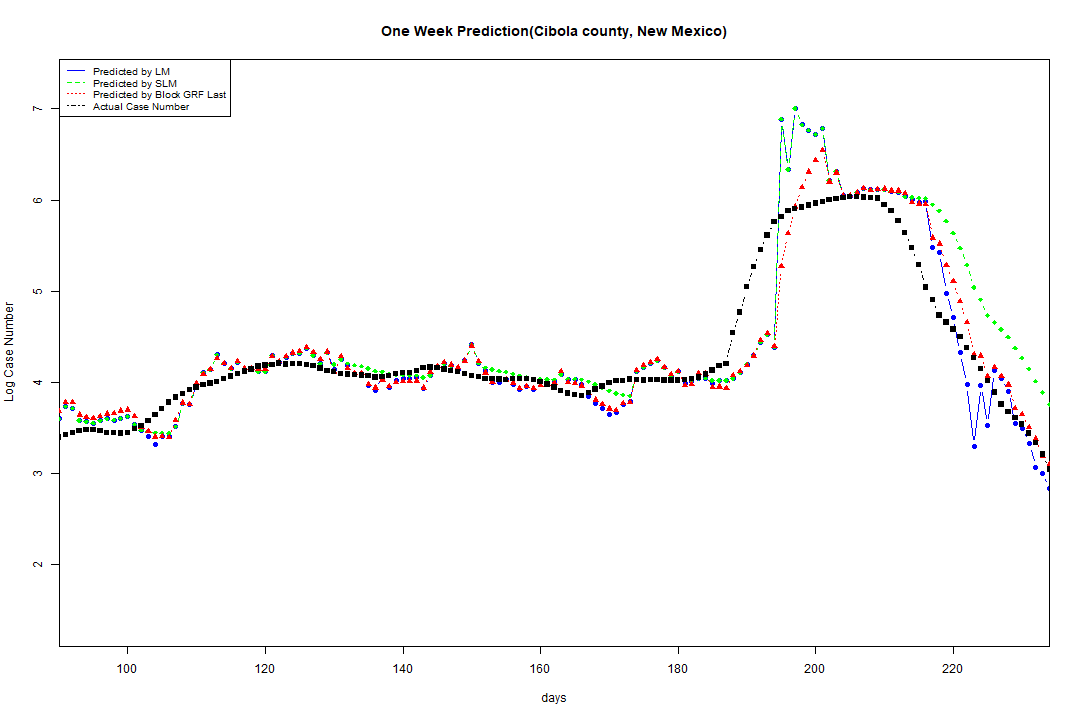 One Week Prediction(Cibola county, New Mexico)
Predicted by LM
Predicted by SLM
Predicted by Block GRF Last
Actual Case Number
7
6
5
4
3
2
Log Case Number
100 120 140 160 180 200 220
days